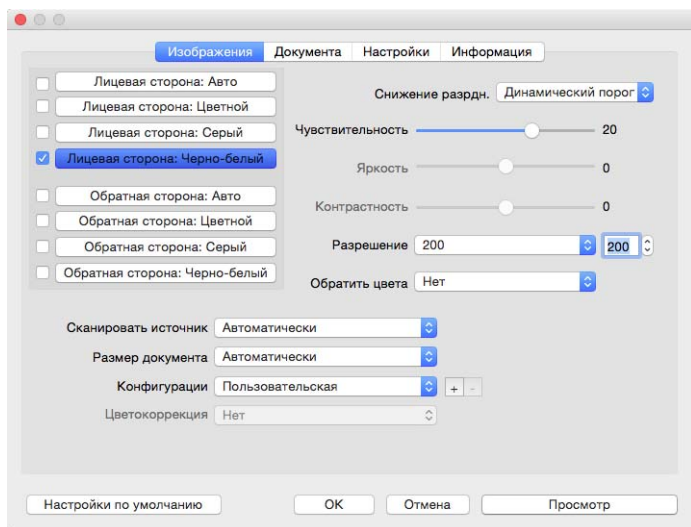 Изображения Документа Настройки Информация
Лицевая сторона: Авто
Лицевая сторона: Цветной
Лицевая сторона: Серый
Лицевая сторона: Черно-белый
Обратная сторона: Авто
Обратная сторона: Цветной
Обратная сторона: Серый
Обратная сторона: Черно-белый
Снижение разрдн. Динамический порог
Чувствительность 20
Яркость 0
Контрастность 0
Разрешение 200 200
Обратить цвета Нет
Сканировать источник Автоматически
Размер документа Автоматически
Конфигурации Пользовательская + -
Цветокоррекция Нет
Настройки по умолчанию OK Отмена Просмотр